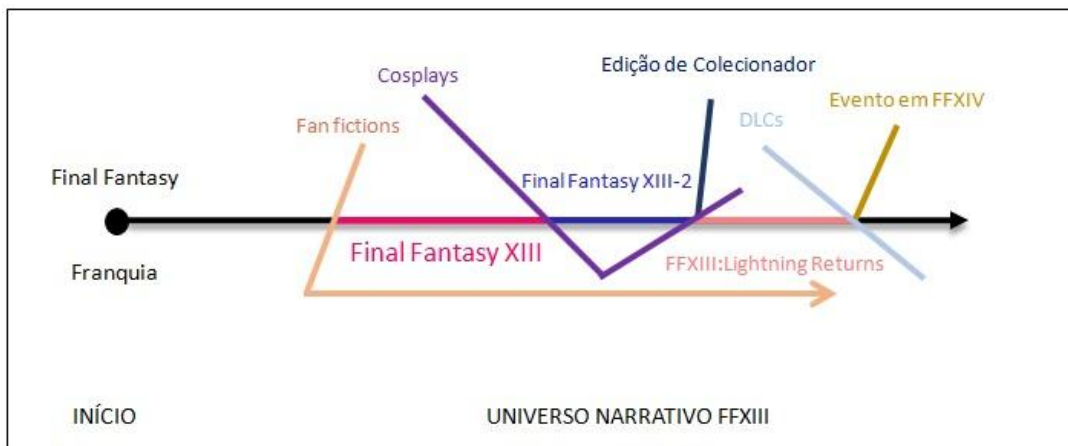 Edição de Colecionador
Cosplays
Evento em FFXIV
DLCs
Fan fictions
Final Fantasy
Final Fantasy XIII-2
Final Fantasy XIII
FFXIII:Lightning Returns
Franquia
INÍCIO
UNIVERSO NARRATIVO FFXIII